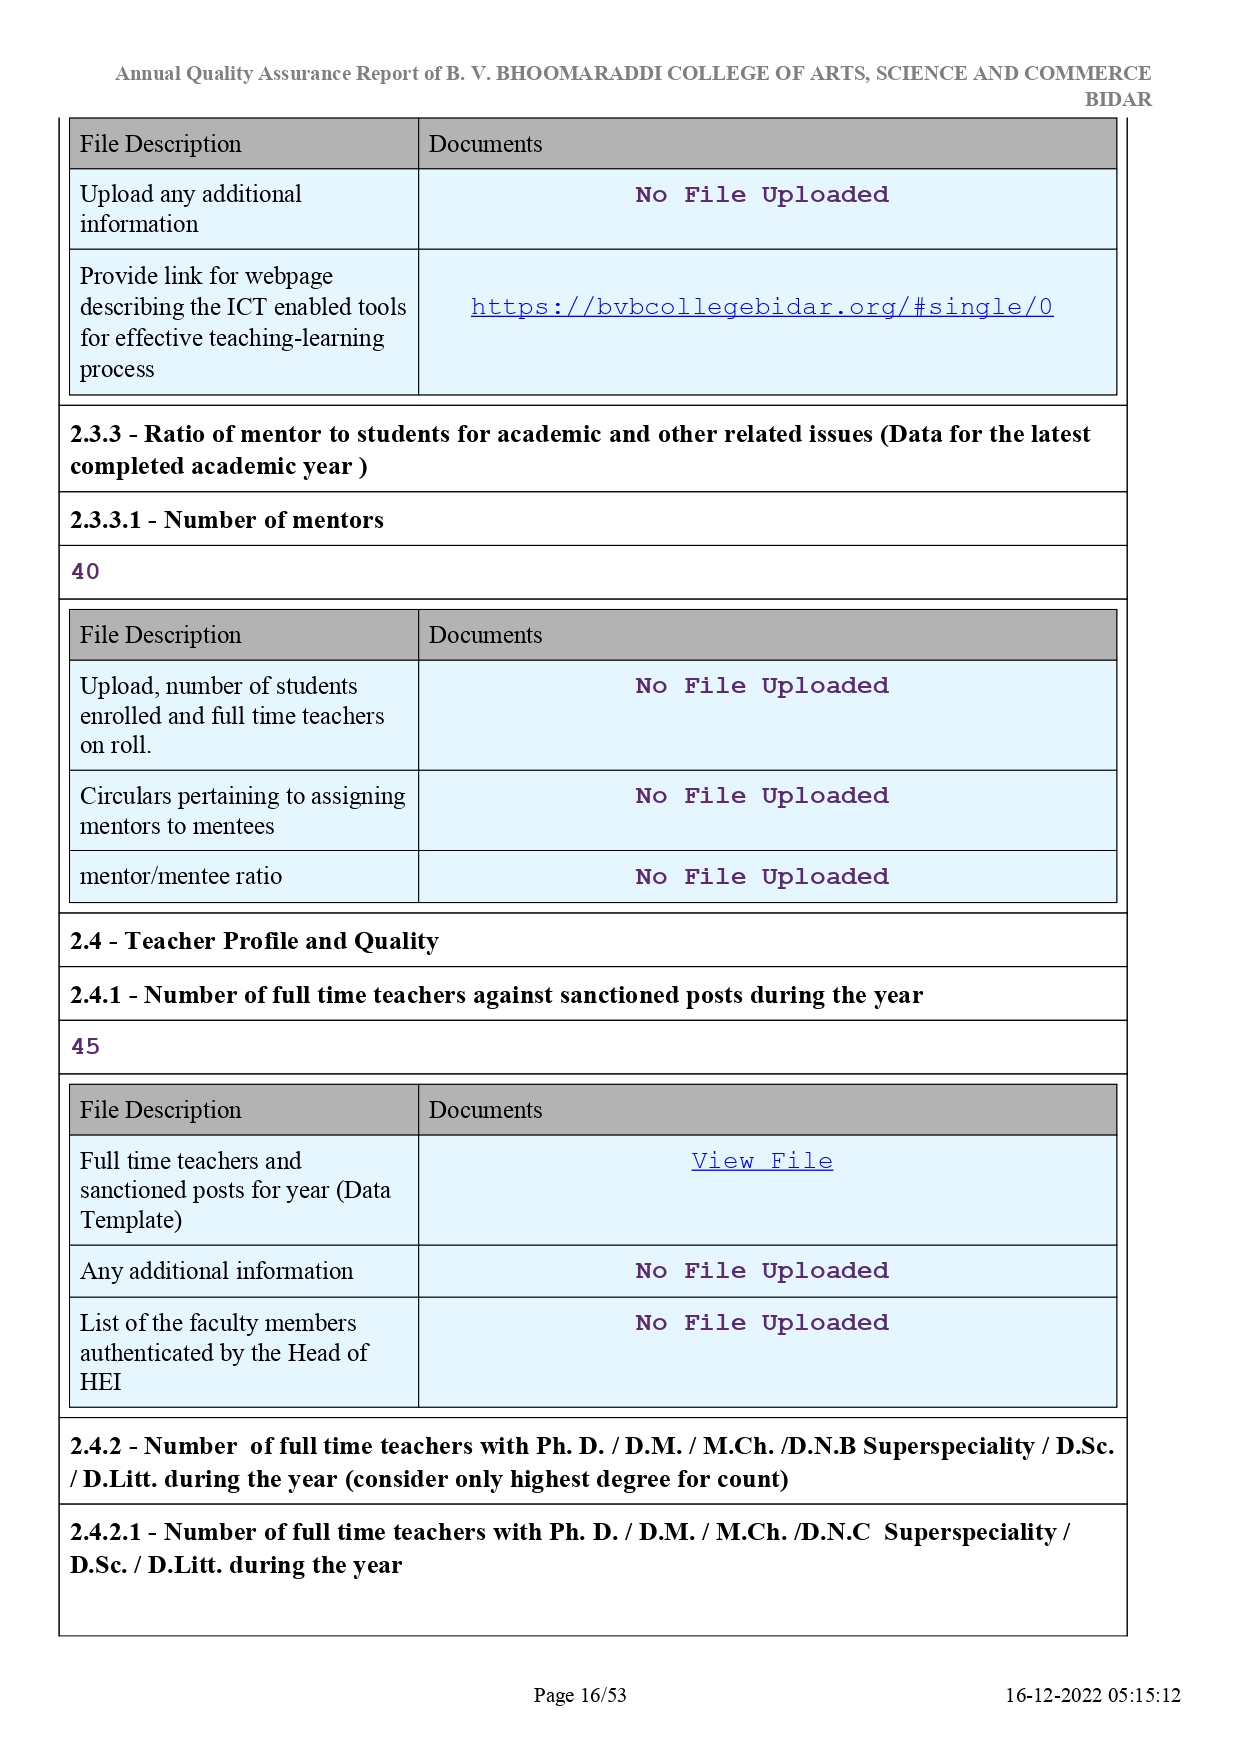 Annual Quality Assurance Report of B. V. BHOOMARADDI COLLEGE OF ARTS, SCIENCE AND COMMERCE
BIDAR
File Description
Documents
Upload any additional
information
No File Uploaded
Provide link for webpage
describing the ICT enabled tools
for effective teaching-learning
process
https://bvbcollegebidar.org/#single/0
2.3.3 - Ratio of mentor to students for academic and other related issues (Data for the latest
completed academic year )
2.3.3.1 - Number of mentors
40
File Description
Documents
Upload, number of students
enrolled and full time teachers
on roll.
No File Uploaded
Circulars pertaining to assigning
mentors to mentees
No File Uploaded
mentor/mentee ratio
No File Uploaded
2.4 - Teacher Profile and Quality
2.4.1 - Number of full time teachers against sanctioned posts during the year
45
File Description
Documents
Full time teachers and
sanctioned posts for year (Data
Template)
View File
Any additional information
No File Uploaded
List of the faculty members
authenticated by the Head of
HEI
No File Uploaded
2.4.2 - Number  of full time teachers with Ph. D. / D.M. / M.Ch. /D.N.B Superspeciality / D.Sc.
/ D.Litt. during the year (consider only highest degree for count)
2.4.2.1 - Number of full time teachers with Ph. D. / D.M. / M.Ch. /D.N.C  Superspeciality /
D.Sc. / D.Litt. during the year
Page 16/53
16-12-2022 05:15:12